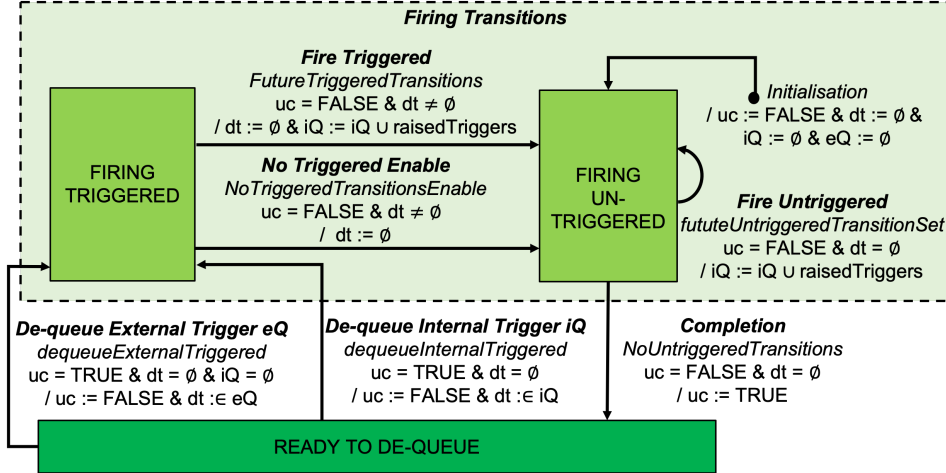 Firing Transitions
Fire Triggered
FutureTriggeredTransitions
uc = FALSE & dt ≠ ∅
/ dt := ∅ & iQ := iQ ∪ raisedTriggers
No Triggered Enable
NoTriggeredTransitionsEnable
uc = FALSE & dt ≠ ∅
/ dt := ∅
FIRING
TRIGGERED
FIRING
UN-
TRIGGERED
Initialisation
/ uc := FALSE & dt := ∅ &
iQ := ∅ & eQ := ∅
Fire Untriggered
fututeUntriggeredTransitionSet
uc = FALSE & dt = ∅
/ iQ := iQ ∪ raisedTriggers
De-queue External Trigger eQ
dequeueExternalTriggered
uc = TRUE & dt = ∅ & iQ = ∅
/ uc := FALSE & dt :∈ eQ
De-queue Internal Trigger iQ
dequeueInternalTriggered
uc = TRUE & dt = ∅
/ uc := FALSE & dt :∈ iQ
Completion
NoUntriggeredTransitions
uc = FALSE & dt = ∅
/ uc := TRUE
READY TO DE-QUEUE